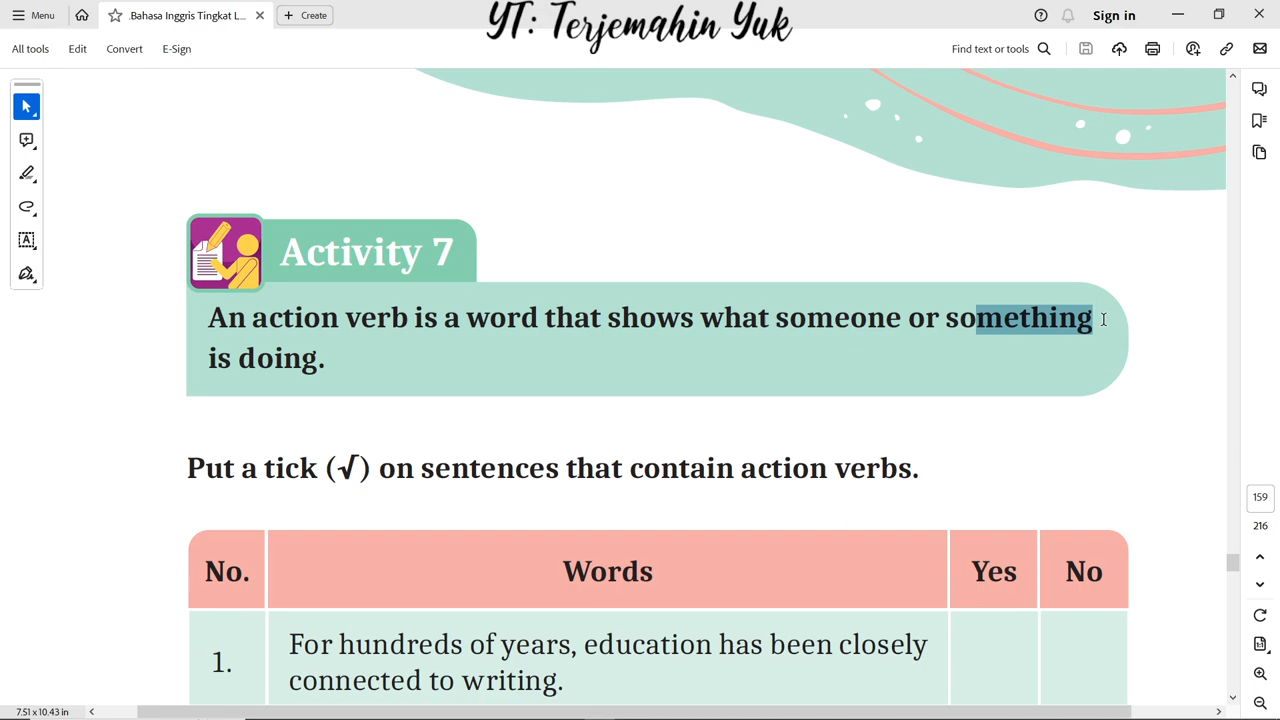 Menu
.Bahasa Inggris Tingkat L...
Create
YT: Terjemahin Yuk
Sign in
All tools
Edit
Convert
E-Sign
Find text or tools
Activity 7
An action verb is a word that shows what someone or something
is doing.
Put a tick (√) on sentences that contain action verbs.
No.
Words
Yes
No
1.
For hundreds of years, education has been closely
connected to writing.
159
216
7.51 x 10.43 in